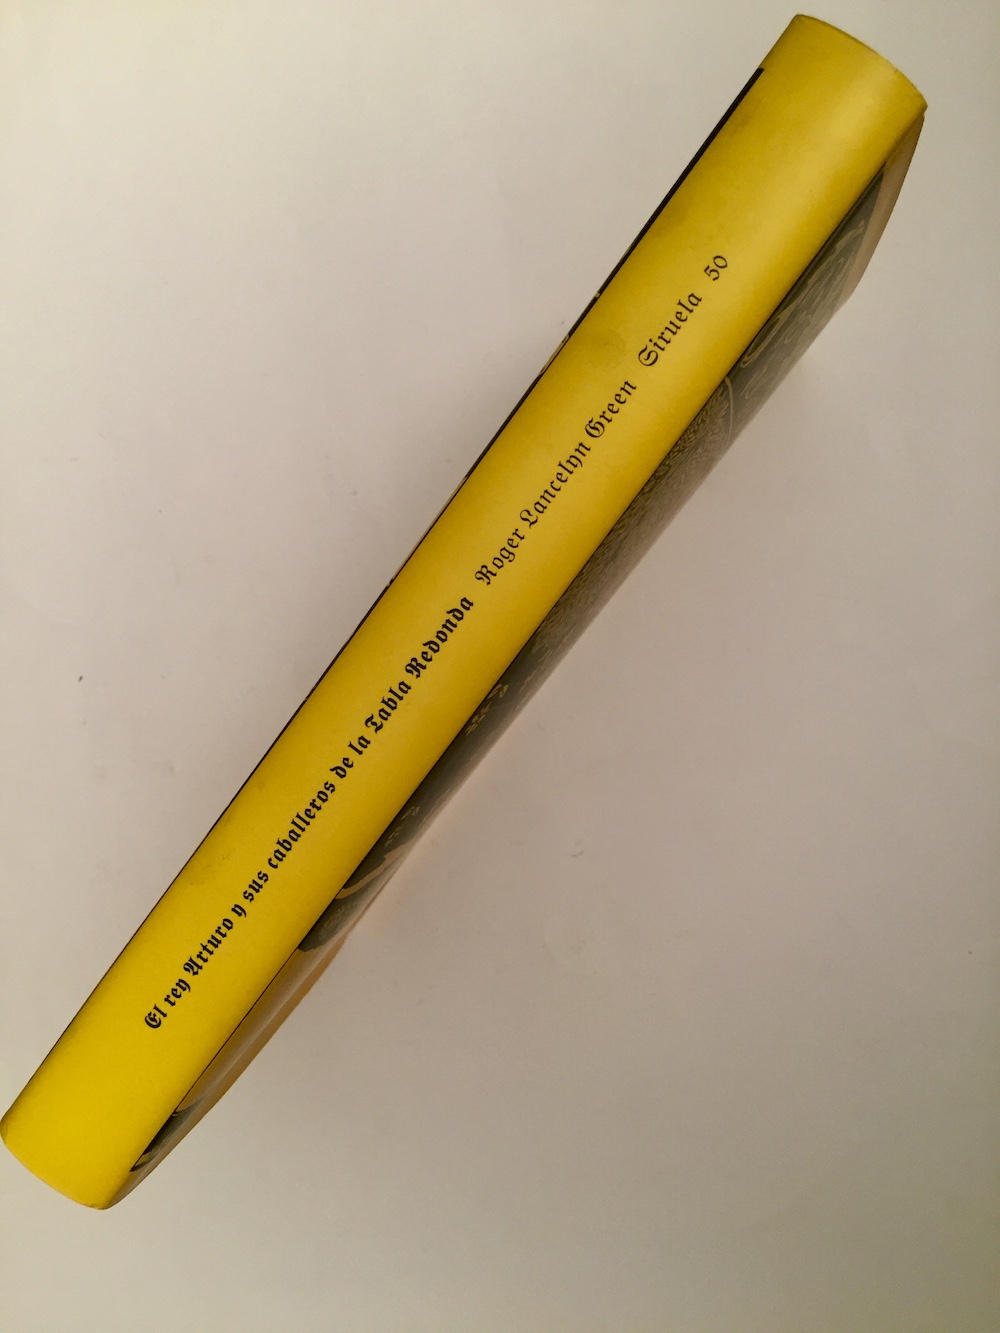 El rey Arturo y sus caballeros de la Tabla Redonda Roger Lancelyn Green Siruela 50